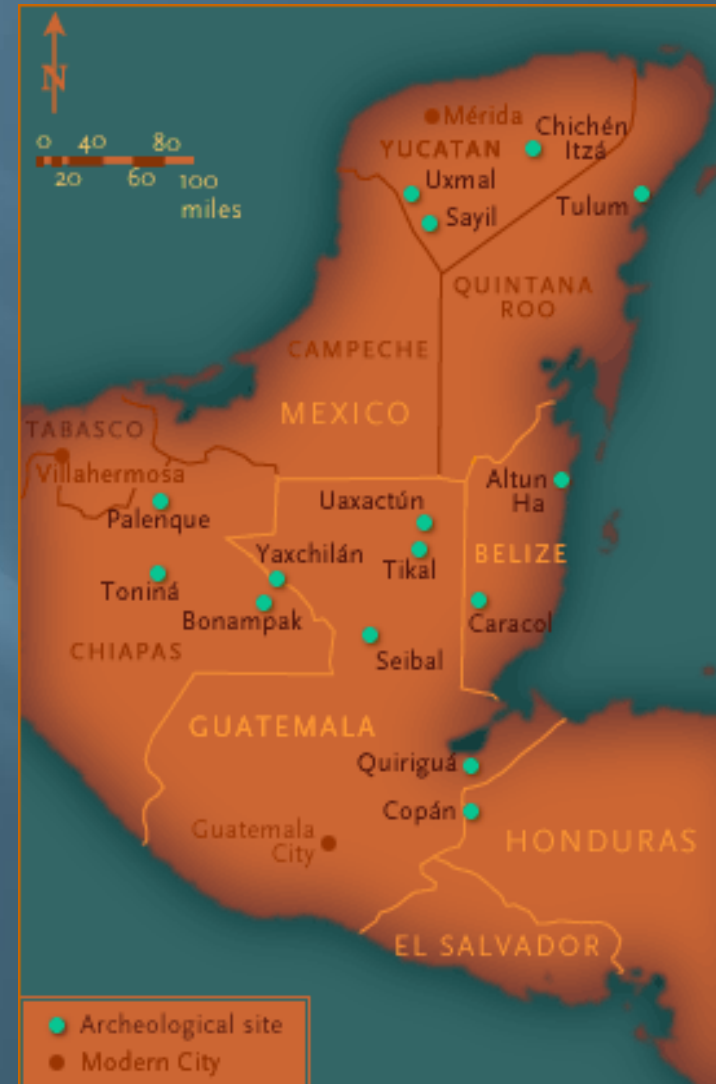 N
0 40 80
20 60 100
miles
Mérida
YUCATAN
Chichén
Itzá
Uxmal
Sayil
Tulum
QUINTANA
ROO
CAMPECHE
MEXICO
TABASCO
Villahermosa
Palenque
Uaxactún
Altun
Ha
Tikal
BELIZE
Yaxchilán
Toniná
Bonampak
Caracol
CHIAPAS
Seibal
GUATEMALA
Quiriguá
Copán
Guatemala
City
HONDURAS
EL SALVADOR
Archeological site
Modern City